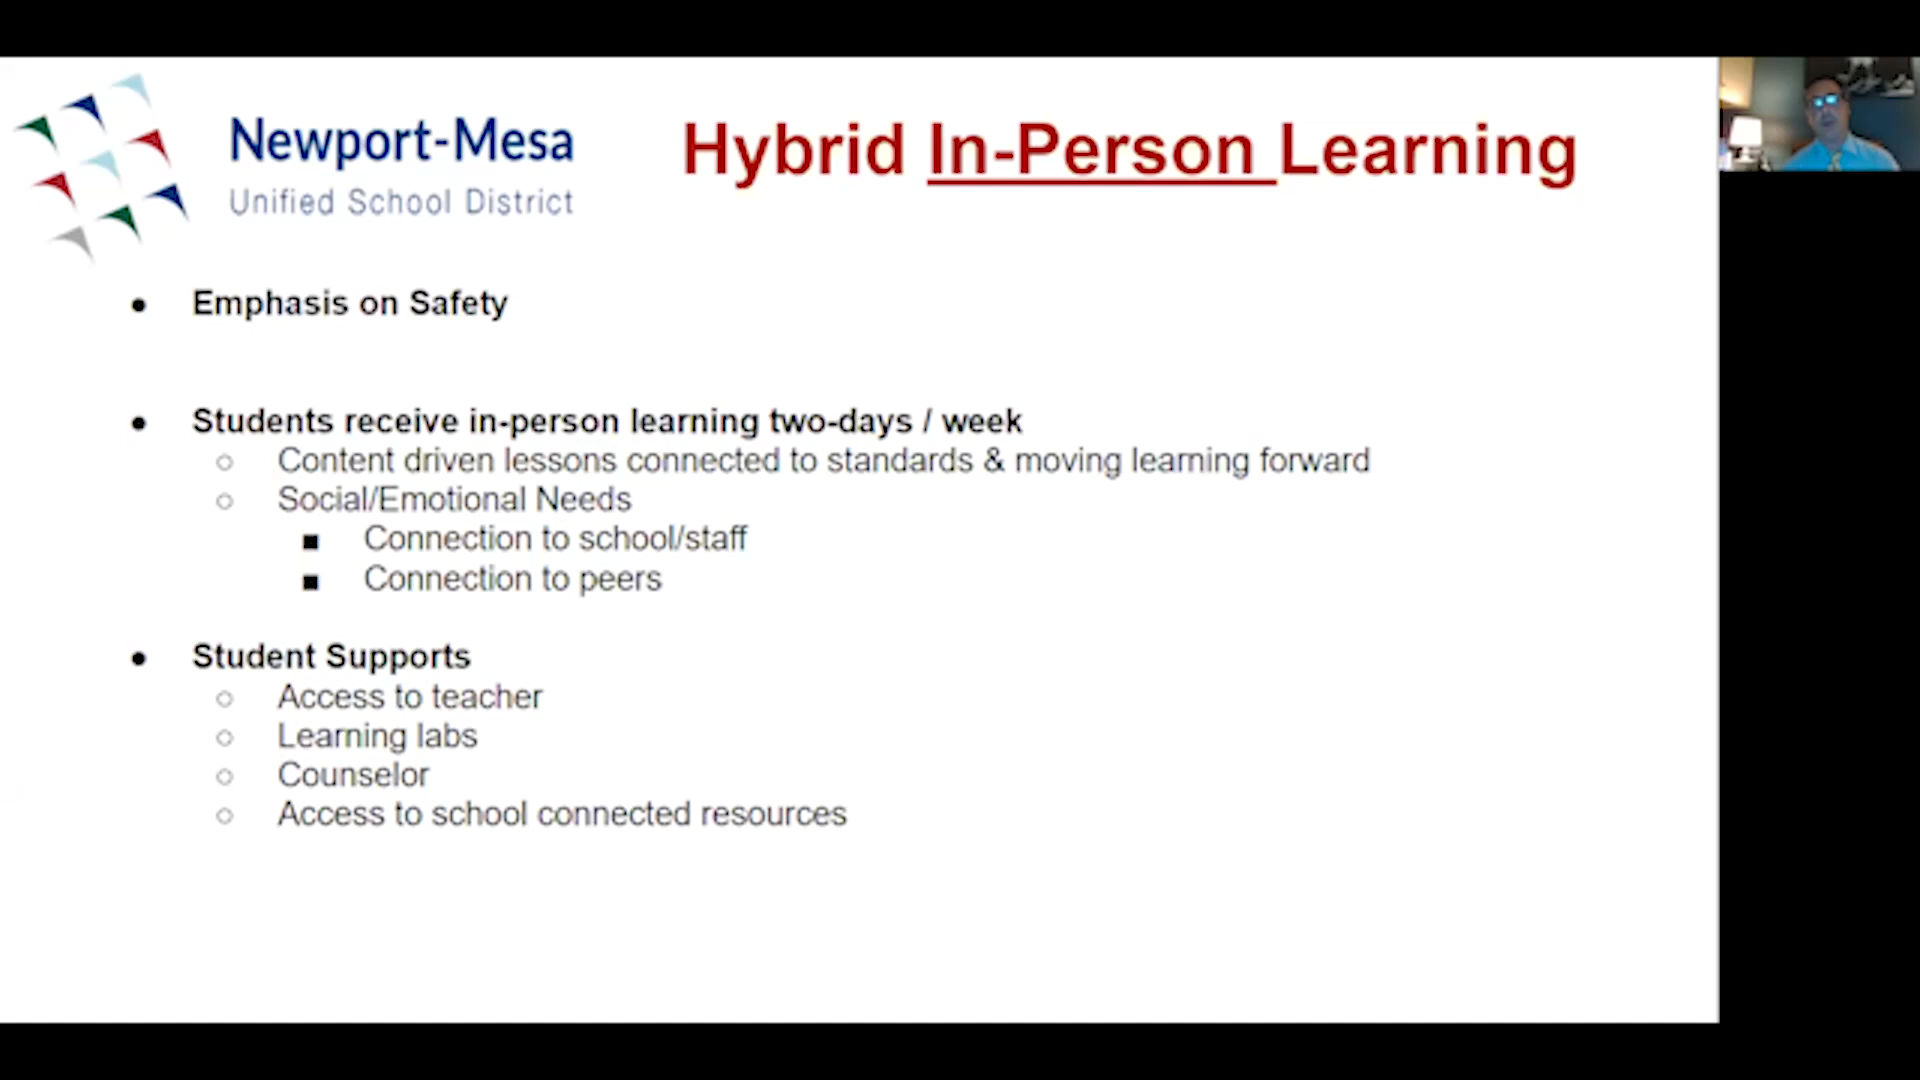 Newport-Mesa
Unified School District
Hybrid In-Person Learning
● Emphasis on Safety
● Students receive in-person learning two-days / week
○ Content driven lessons connected to standards & moving learning forward
○ Social/Emotional Needs
■ Connection to school/staff
■ Connection to peers
● Student Supports
○ Access to teacher
○ Learning labs
○ Counselor
○ Access to school connected resources